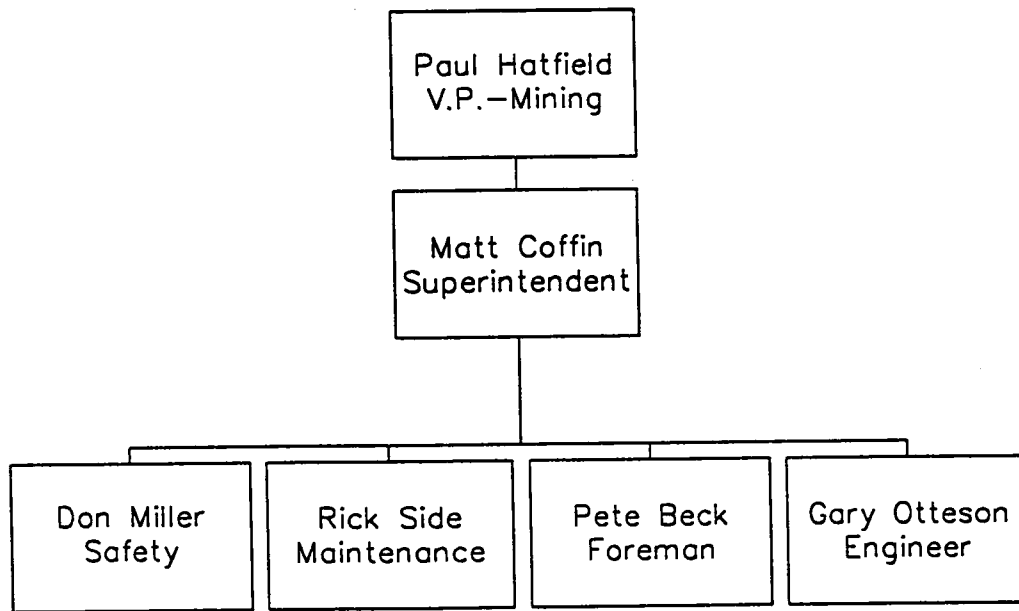 Paul Hatfield
V.P.-Mining
Matt Coffin
Superintendent
Don Miller
Safety
Rick Side
Maintenance
Pete Beck
Foreman
Gary Otteson
Engineer